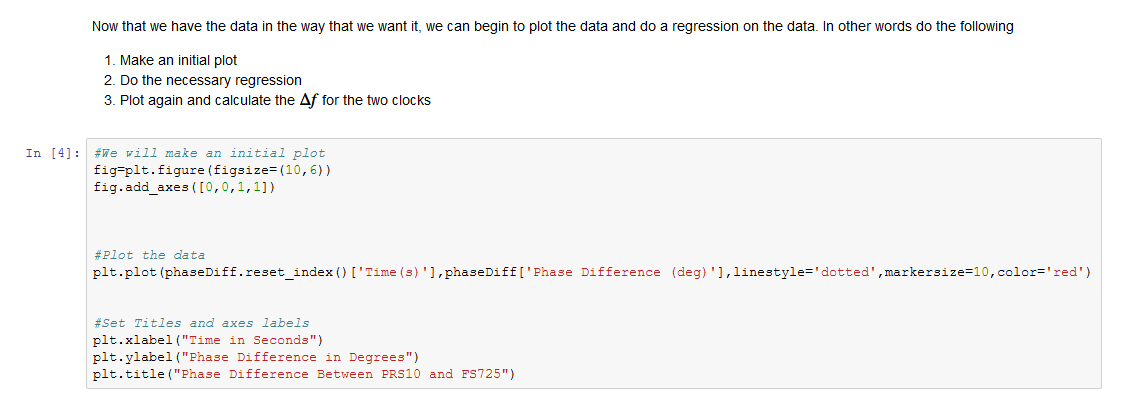 Now that we have the data in the way that we want it, we can begin to plot the data and do a regression on the data. In other words do the following
1. Make an initial plot
2. Do the necessary regression
3. Plot again and calculate the Δf for the two clocks
In [4]: #We will make an initial plot
fig=plt.figure(figsize=(10,6))
fig.add_axes([0,0,1,1])
#Plot the data
plt.plot(phaseDiff.reset_index()['Time(s)'],phaseDiff['Phase Difference (deg)'],linestyle='dotted',markersize=10,color='red')
#Set Titles and axes labels
plt.xlabel("Time in Seconds")
plt.ylabel("Phase Difference in Degrees")
plt.title("Phase Difference Between PRS10 and FS725")